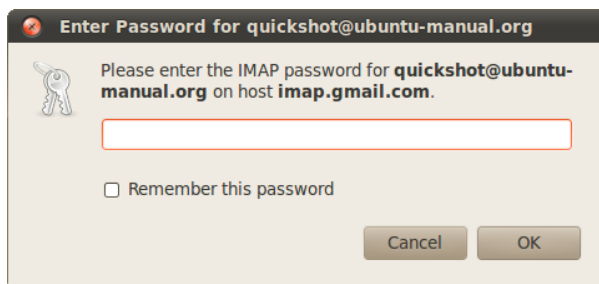 Enter Password for quickshot@ubuntu-manual.org
Please enter the IMAP password for quickshot@ubuntu-
manual.org on host imap.gmail.com.
Remember this password
Cancel OK